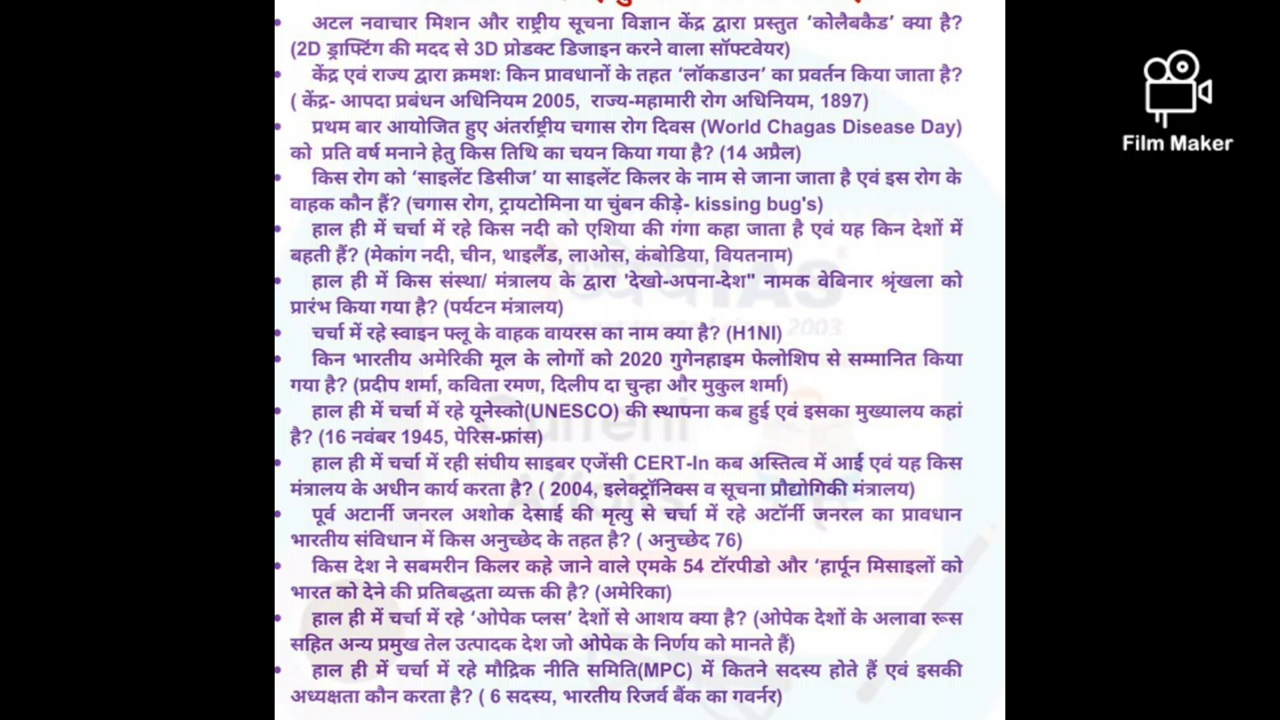 • अटल नवाचार मिशन और राष्ट्रीय सूचना विज्ञान केंद्र द्वारा प्रस्तुत ‘कोलैबकैड’ क्या है?
(2D ड्राफ्टिंग की मदद से 3D प्रोडक्ट डिजाइन करने वाला सॉफ्टवेयर)
• केंद्र एवं राज्य द्वारा क्रमशः किन प्रावधानों के तहत ‘लॉकडाउन’ का प्रवर्तन किया जाता है?
( केंद्र- आपदा प्रबंधन अधिनियम 2005, राज्य-महामारी रोग अधिनियम, 1897)
• प्रथम बार आयोजित हुए अंतर्राष्ट्रीय चगास रोग दिवस (World Chagas Disease Day)
को प्रति वर्ष मनाने हेतु किस तिथि का चयन किया गया है? (14 अप्रैल)
• किस रोग को ‘साइलेंट डिसीज’ या साइलेंट किलर के नाम से जाना जाता है एवं इस रोग के
वाहक कौन हैं? (चगास रोग, ट्रायटोमिना या चुंबन कीड़े- kissing bug's)
• हाल ही में चर्चा में रहे किस नदी को एशिया की गंगा कहा जाता है एवं यह किन देशों में
बहती हैं? (मेकांग नदी, चीन, थाइलैंड, लाओस, कंबोडिया, वियतनाम)
• हाल ही में किस संस्था/ मंत्रालय के द्वारा 'देखो-अपना-देश" नामक वेबिनार श्रृंखला को
प्रारंभ किया गया है? (पर्यटन मंत्रालय)
• चर्चा में रहे स्वाइन फ्लू के वाहक वायरस का नाम क्या है? (H1NI)
• किन भारतीय अमेरिकी मूल के लोगों को 2020 गुगेनहाइम फेलोशिप से सम्मानित किया
गया है? (प्रदीप शर्मा, कविता रमण, दिलीप दा चुन्हा और मुकुल शर्मा)
• हाल ही में चर्चा में रहे यूनेस्को(UNESCO) की स्थापना कब हुई एवं इसका मुख्यालय कहां
है? (16 नवंबर 1945, पेरिस-फ्रांस)
• हाल ही में चर्चा में रही संघीय साइबर एजेंसी CERT-In कब अस्तित्व में आई एवं यह किस
मंत्रालय के अधीन कार्य करता है? ( 2004, इलेक्ट्रॉनिक्स व सूचना प्रौद्योगिकी मंत्रालय)
• पूर्व अटार्नी जनरल अशोक देसाई की मृत्यु से चर्चा में रहे अटॉर्नी जनरल का प्रावधान
भारतीय संविधान में किस अनुच्छेद के तहत है? ( अनुच्छेद 76)
• किस देश ने सबमरीन किलर कहे जाने वाले एमके 54 टॉरपीडो और ‘हार्पून मिसाइलों को
भारत को देने की प्रतिबद्धता व्यक्त की है? (अमेरिका)
• हाल ही में चर्चा में रहे ‘ओपेक प्लस’ देशों से आशय क्या है? (ओपेक देशों के अलावा रूस
सहित अन्य प्रमुख तेल उत्पादक देश जो ओपेक के निर्णय को मानते हैं)
• हाल ही में चर्चा में रहे मौद्रिक नीति समिति(MPC) में कितने सदस्य होते हैं एवं इसकी
अध्यक्षता कौन करता है? ( 6 सदस्य, भारतीय रिजर्व बैंक का गवर्नर)
ध्येय IAS
2003
Current
Affairs
Film Maker